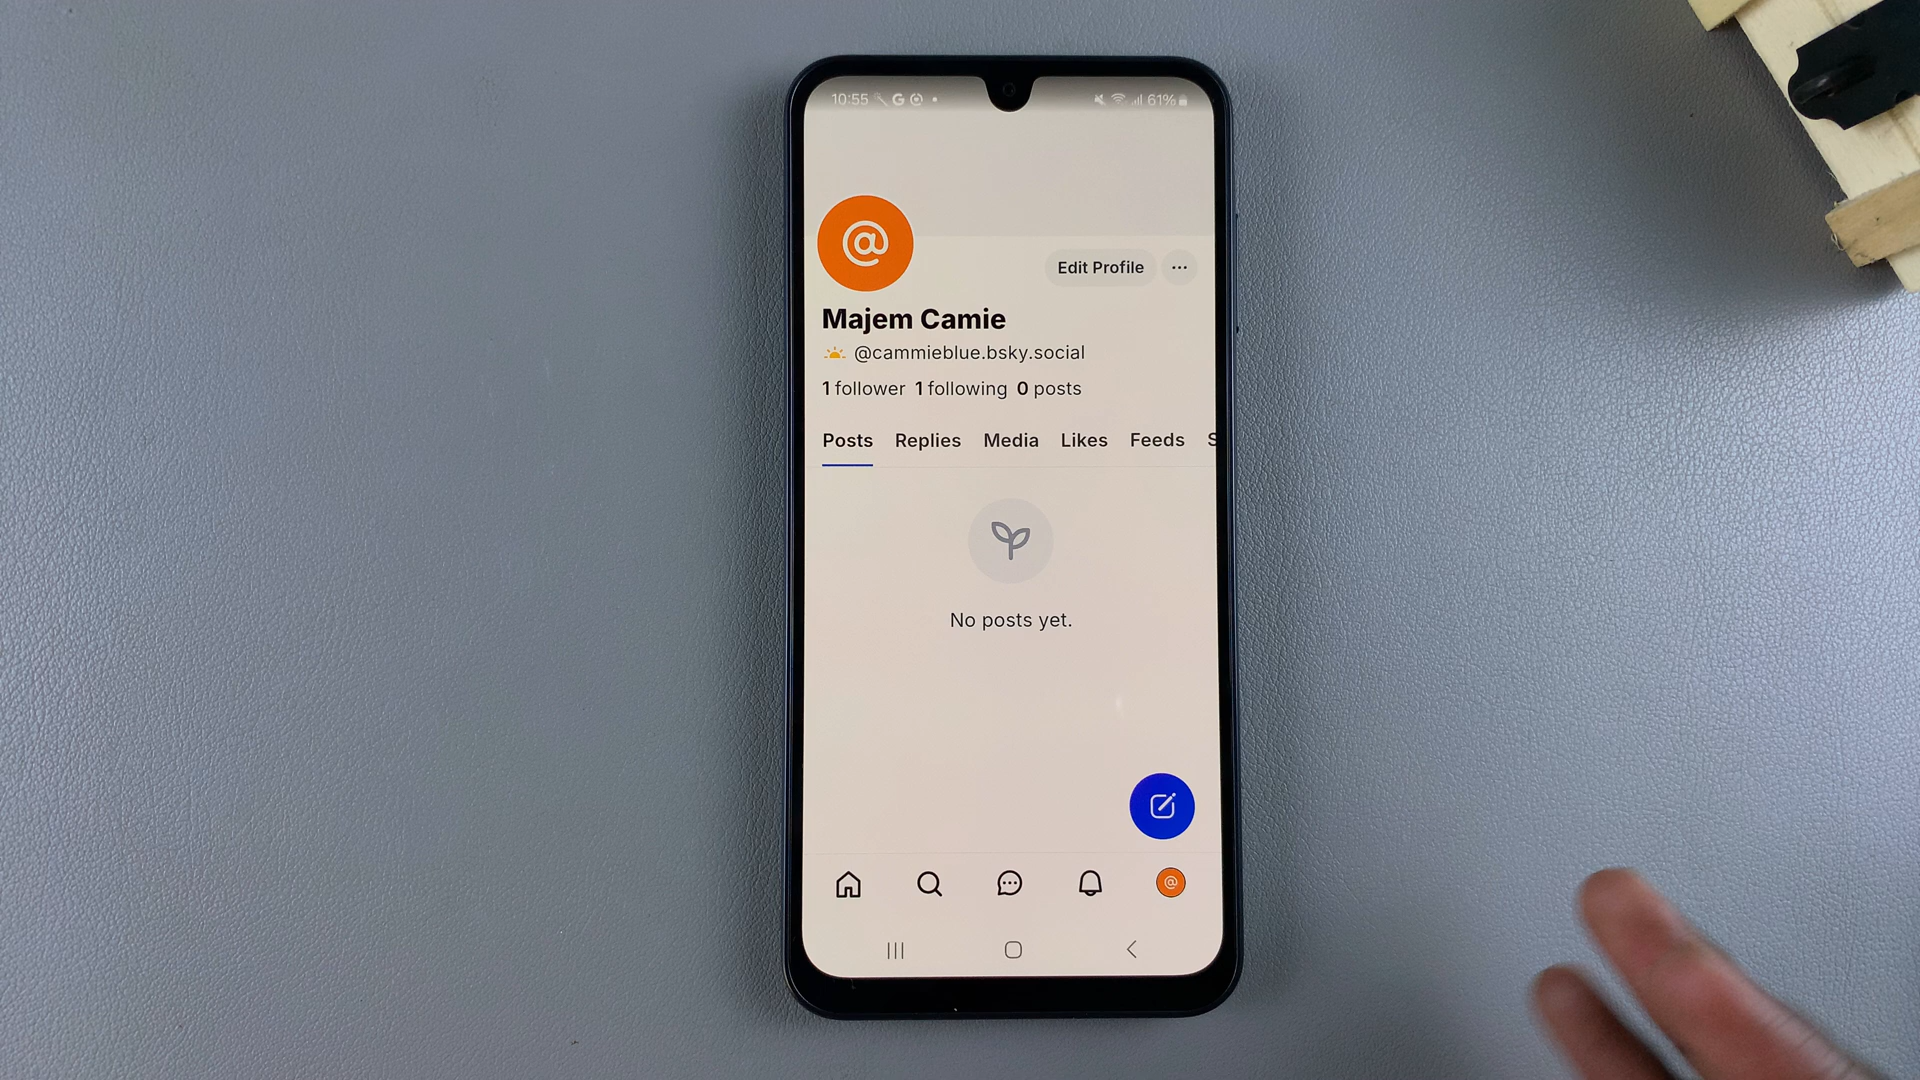 10:55 G 61%
@
Edit Profile ...
Majem Camie
@cammieblue.bsky.social
1 follower 1 following 0 posts
Posts Replies Media Likes Feeds S
No posts yet.
@